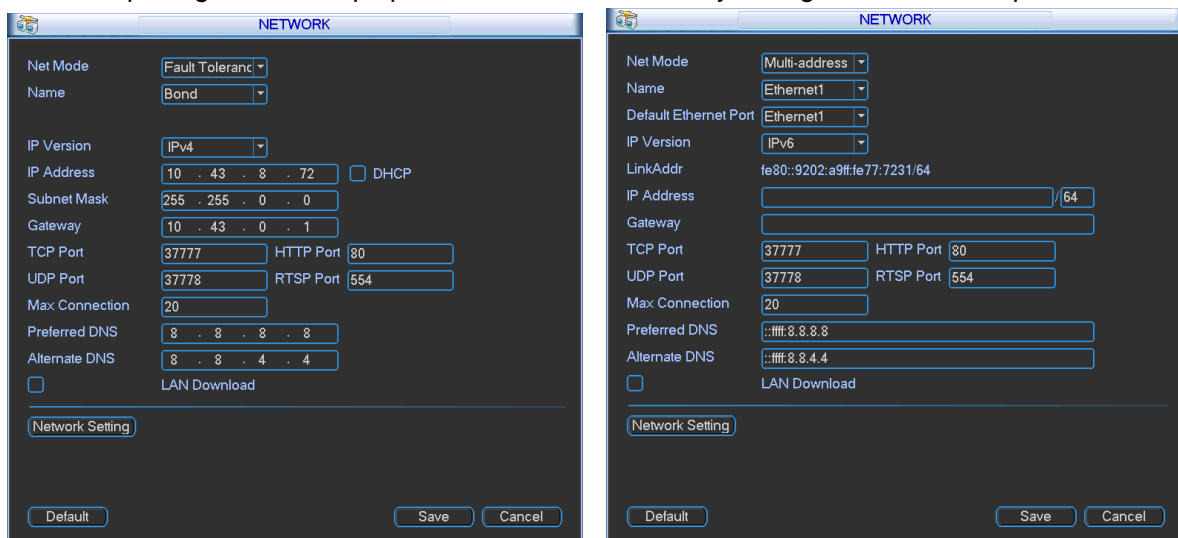 NETWORK
Net Mode Fault Toleranc
Name Bond
IP Version IPv4
IP Address 10 . 43 . 8 . 72 DHCP
Subnet Mask 255 . 255 . 0 . 0
Gateway 10 . 43 . 0 . 1
TCP Port 37777 HTTP Port 80
UDP Port 37778 RTSP Port 554
Max Connection 20
Preferred DNS 8 . 8 . 8 . 8
Alternate DNS 8 . 8 . 4 . 4
LAN Download
Network Setting
Default Save Cancel
NETWORK
Net Mode Multi-address
Name Ethernet1
Default Ethernet Port Ethernet1
IP Version IPv6
LinkAddr fe80::9202:a9ff:fe77:7231/64
IP Address / 64
Gateway
TCP Port 37777 HTTP Port 80
UDP Port 37778 RTSP Port 554
Max Connection 20
Preferred DNS ::ffff:8.8.8.8
Alternate DNS ::ffff:8.8.4.4
LAN Download
Network Setting
Default Save Cancel